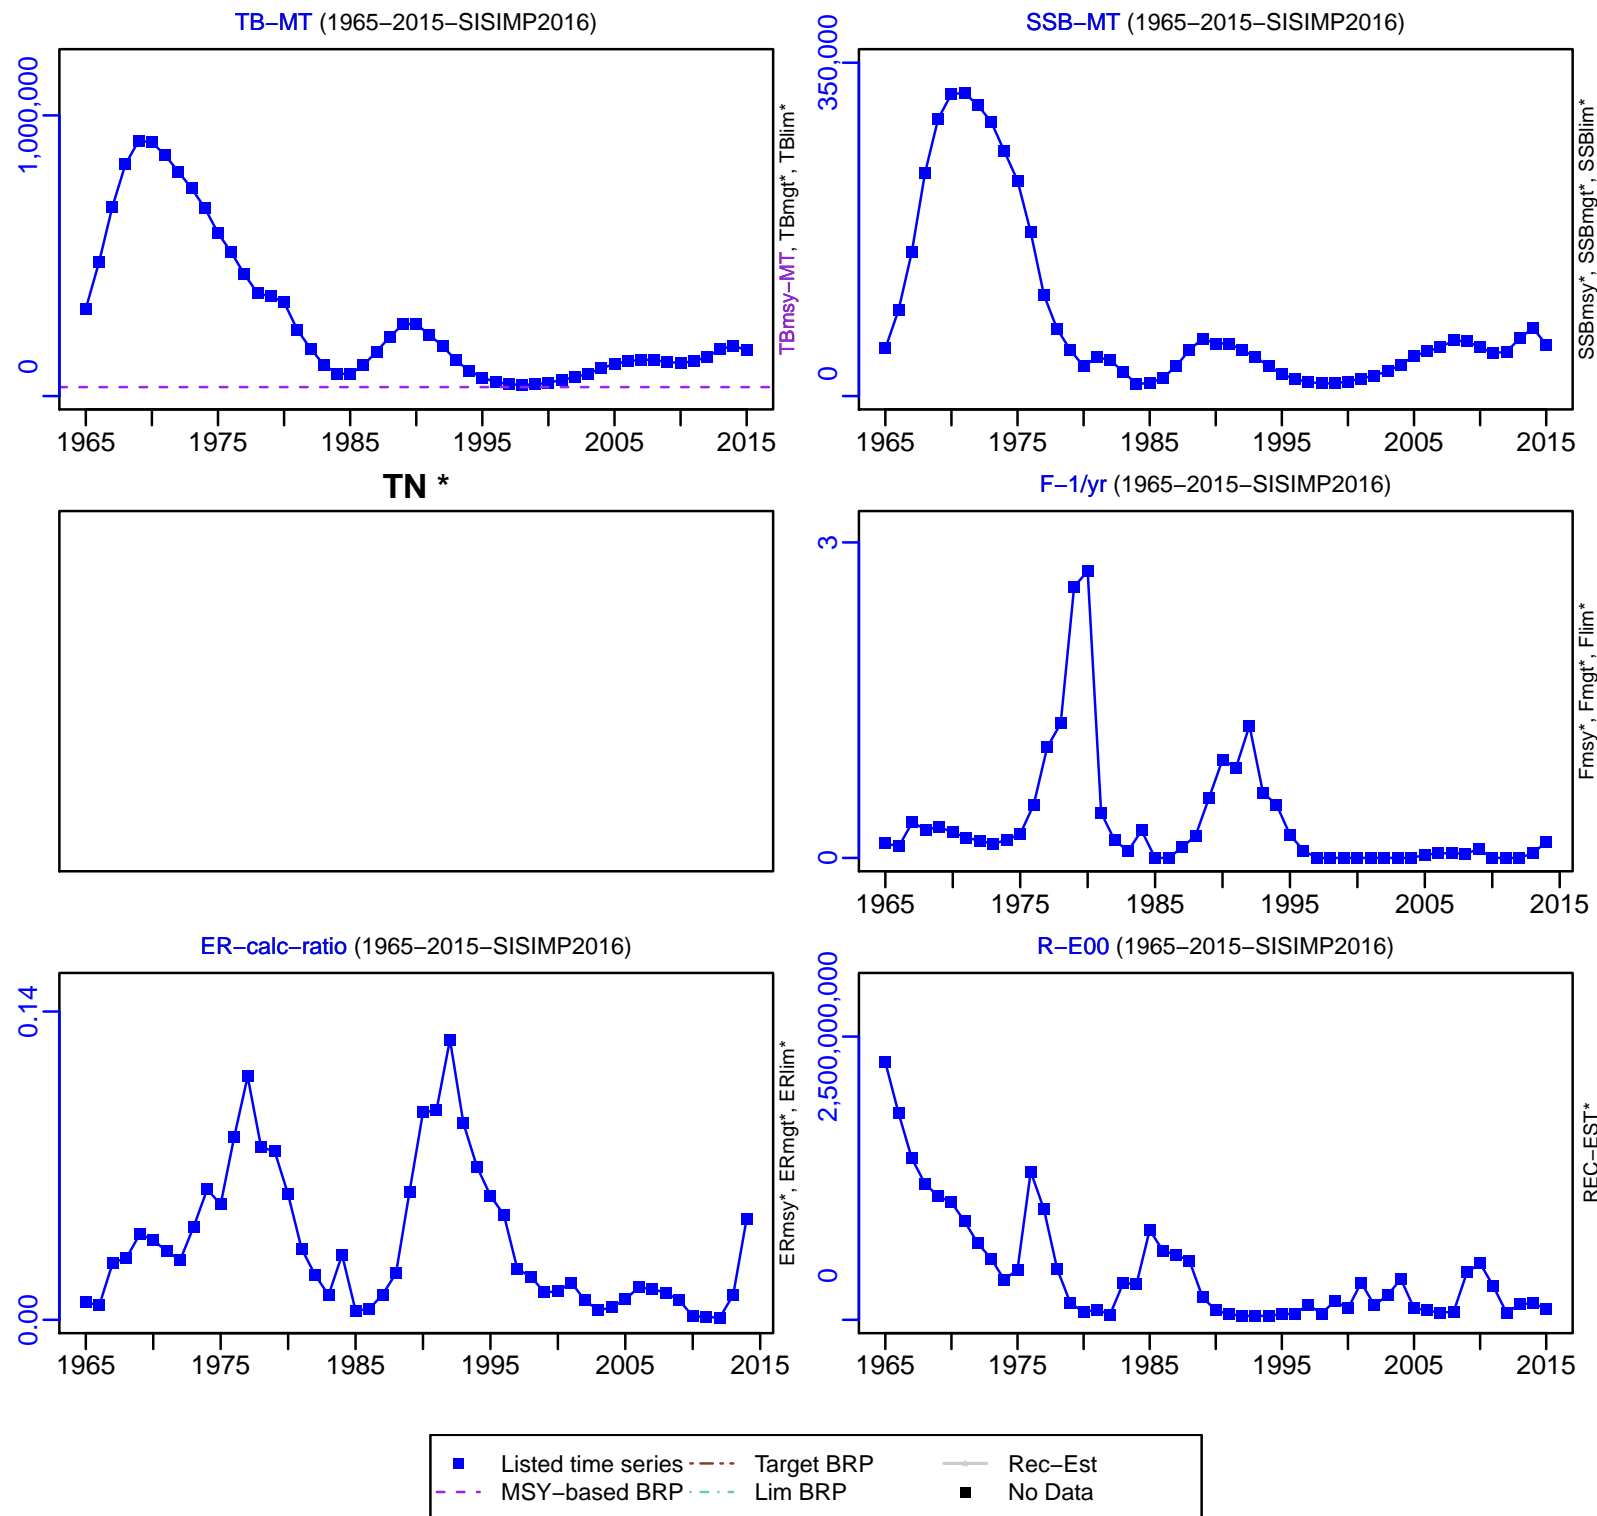 TB−MT (1965−2015−SISIMP2016)
1,000,000
0
TBmsy−MT, TBmgt*, TBlim*
1965 1975 1985 1995 2005 2015
SSB−MT (1965−2015−SISIMP2016)
350,000
0
SSBmsy*, SSBmgt*, SSBlim*
1965 1975 1985 1995 2005 2015
TN *
F−1/yr (1965−2015−SISIMP2016)
3
0
Fmsy*, Fmgt*, Flim*
1965 1975 1985 1995 2005 2015
ER−calc−ratio (1965−2015−SISIMP2016)
0.14
0.00
ERmsy*, ERmgt*, ERlim*
1965 1975 1985 1995 2005 2015
R−E00 (1965−2015−SISIMP2016)
2,500,000,000
0
REC−EST*
1965 1975 1985 1995 2005 2015
Listed time series Target BRP Rec−Est
MSY−based BRP Lim BRP No Data